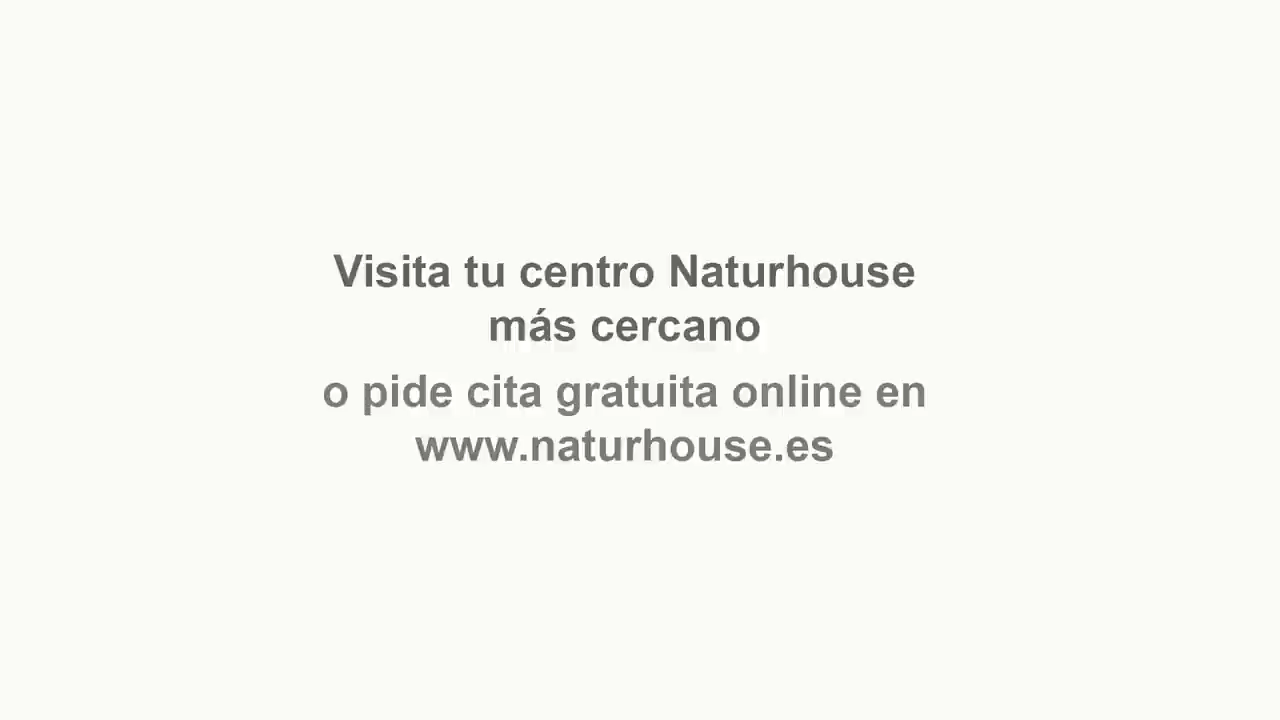 Visita tu centro Naturhouse
más cercano
o pide cita gratuita online en
www.naturhouse.es